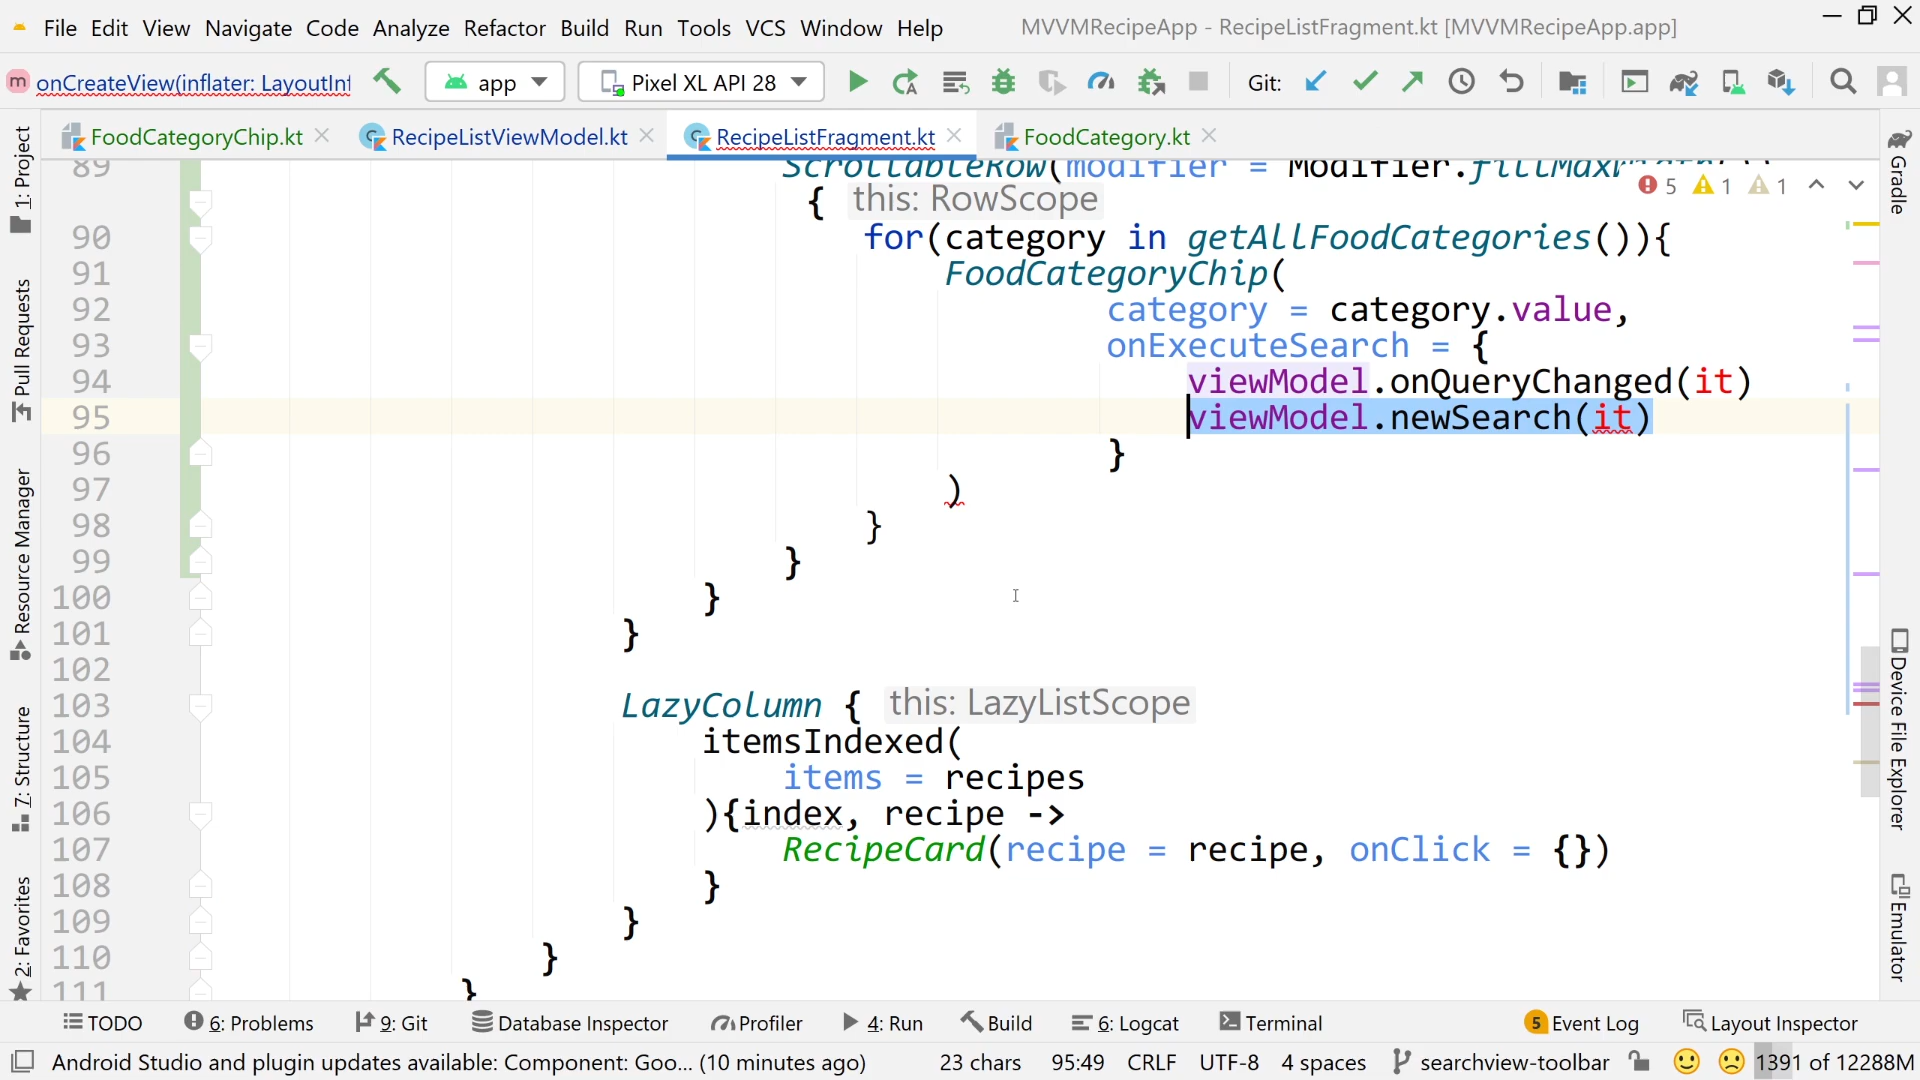 File Edit View Navigate Code Analyze Refactor Build Run Tools VCS Window Help MVVMRecipeApp - RecipeListFragment.kt [MVVMRecipeApp.app]
m onCreateView(inflater: LayoutInf app Pixel XL API 28 Git:
FoodCategoryChip.kt RecipeListViewModel.kt RecipeListFragment.kt FoodCategory.kt
89 ScrollableRow(modifier = Modifier.
{ this: RowScope 5 1 1
90 for(category in getAllFoodCategories()){
91 FoodCategoryChip(
92 category = category.value,
93 onExecuteSearch = {
94 viewModel.onQueryChanged(it)
95 viewModel.newSearch(it)
96 }
97 )
98 }
99 }
100 }
101 }
102
103 LazyColumn { this: LazyListScope
104 itemsIndexed(
105 items = recipes
106 ){index, recipe ->
107 RecipeCard(recipe = recipe, onClick = {})
108 }
109 }
110 }
111 }
1: Project
Pull Requests
Resource Manager
7: Structure
2: Favorites
Gradle
Device File Explorer
Emulator
TODO 6: Problems 9: Git Database Inspector Profiler 4: Run Build 6: Logcat Terminal 5 Event Log Layout Inspector
Android Studio and plugin updates available: Component: Goo... (10 minutes ago) 23 chars 95:49 CRLF UTF-8 4 spaces searchview-toolbar 1391 of 12288M